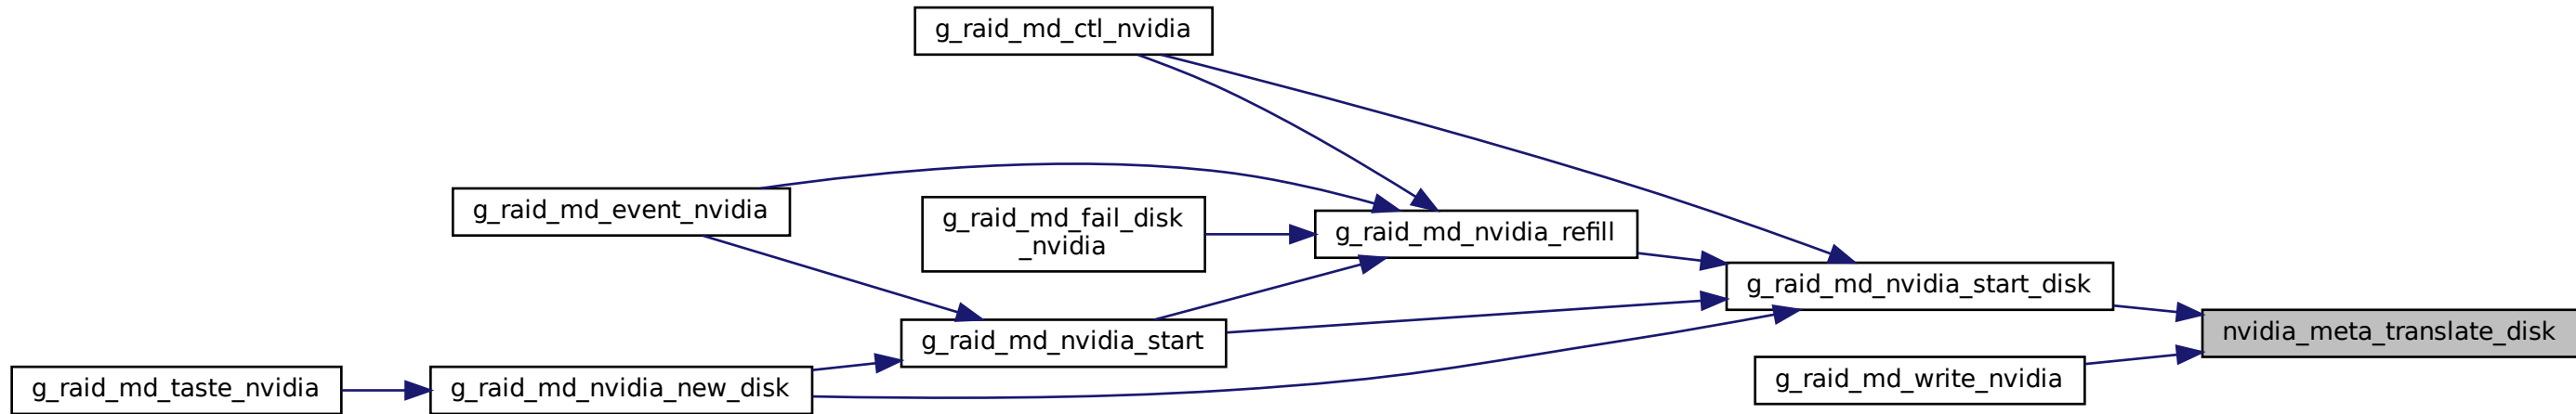 g_raid_md_ctl_nvidia
g_raid_md_event_nvidia
g_raid_md_fail_disk
_nvidia
g_raid_md_nvidia_refill
g_raid_md_nvidia_start_disk
nvidia_meta_translate_disk
g_raid_md_nvidia_start
g_raid_md_write_nvidia
g_raid_md_taste_nvidia
g_raid_md_nvidia_new_disk